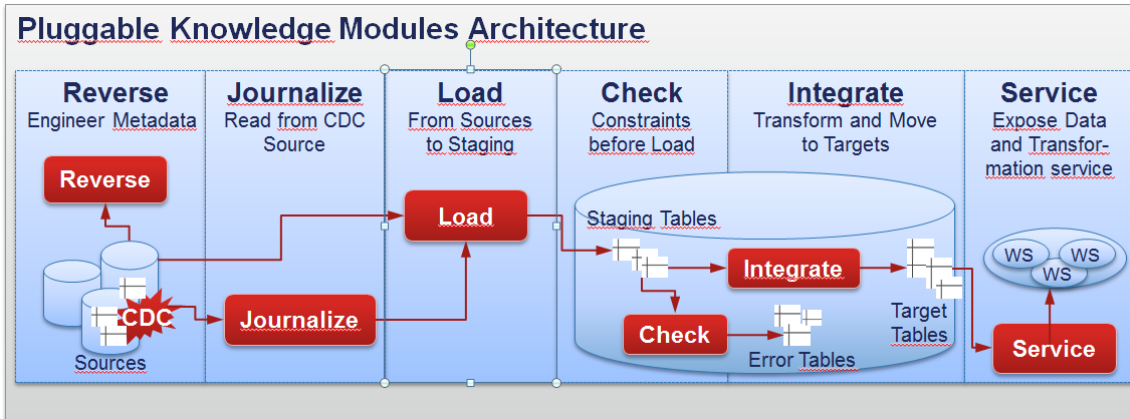 Pluggable Knowledge Modules Architecture
Reverse
Engineer Metadata
Journalize
Read from CDC
Source
Load
From Sources
to Staging
Check
Constraints
before Load
Integrate
Transform and Move
to Targets
Service
Expose Data
and Transfor-
mation service
Reverse
Load
Staging Tables
Integrate
WS
WS
WS
CDC
Journalize
Check
Target
Tables
Service
Sources
Error Tables